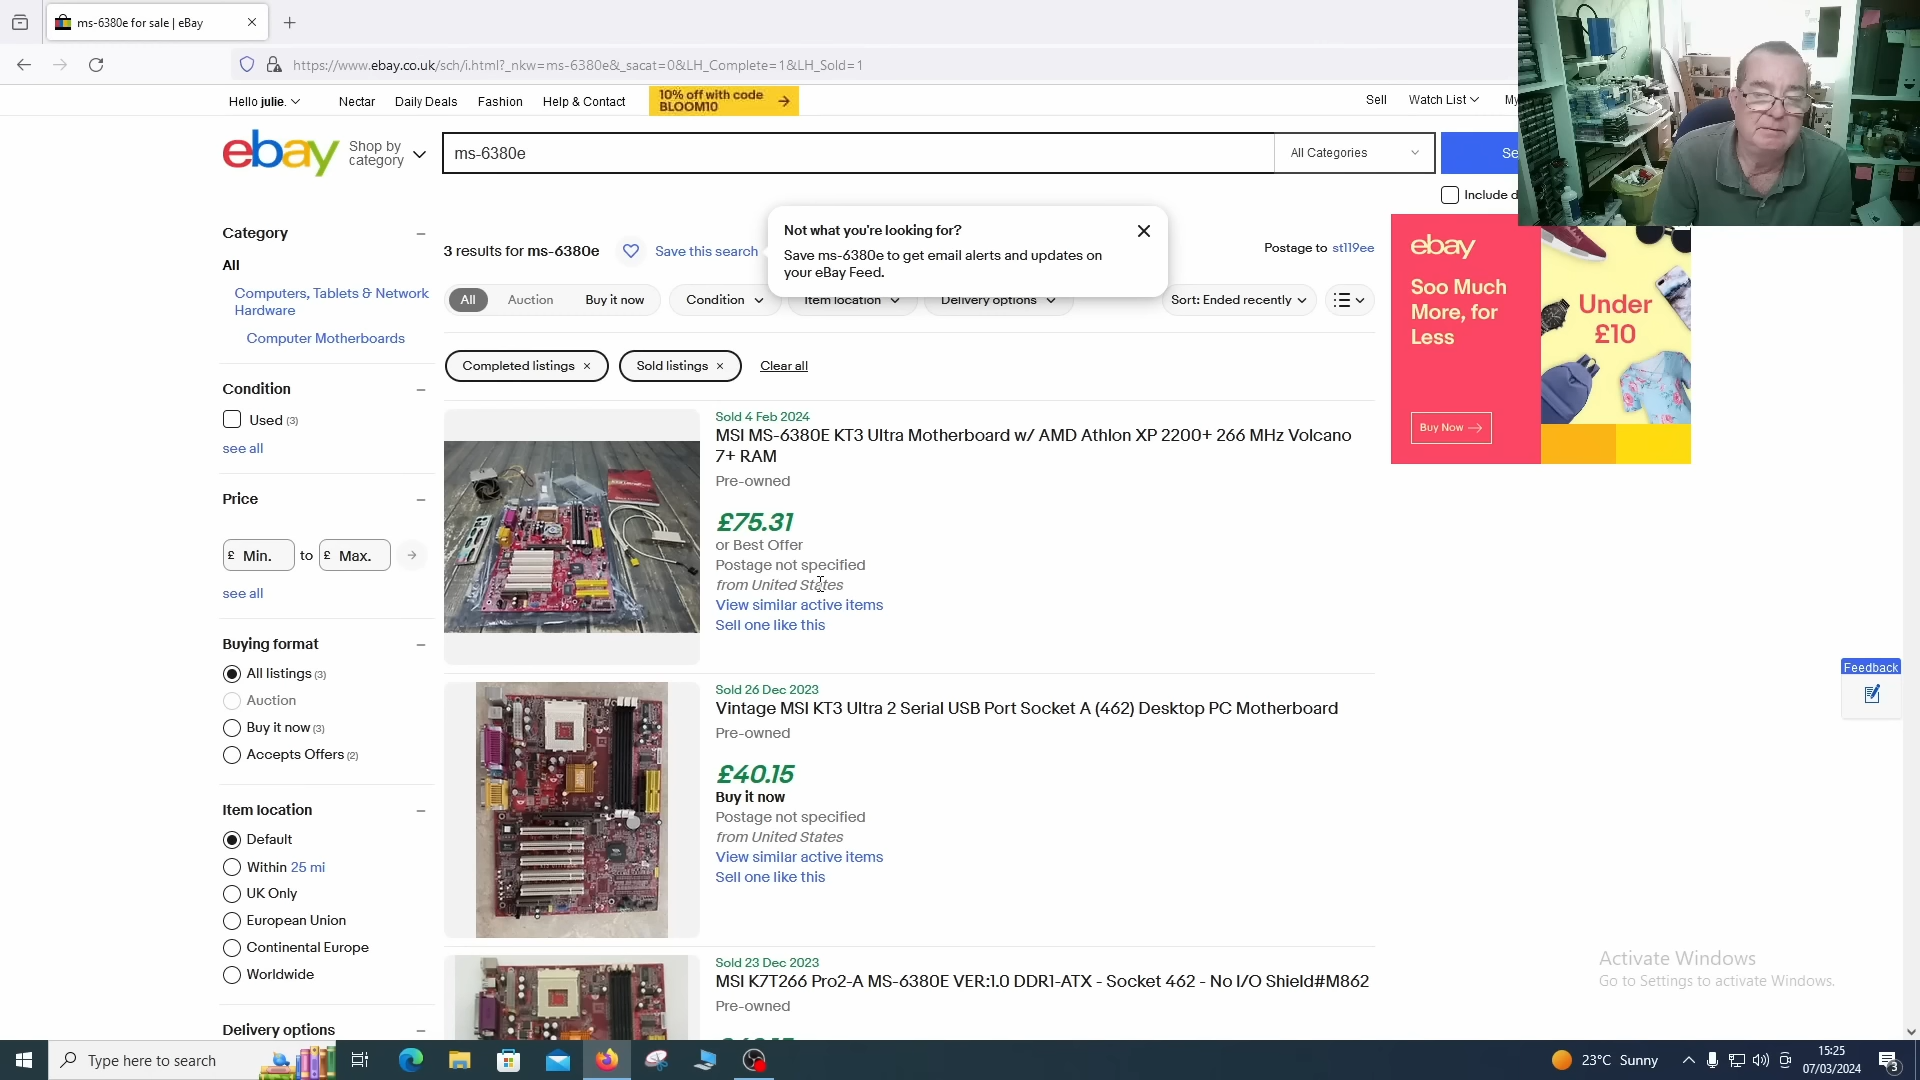 ms-6380e for sale | eBay
https://www.ebay.co.uk/sch/i.html?_nkw=ms-6380e&_sacat=0&LH_Complete=1&LH_Sold=1
Hello julie.
Nectar
Daily Deals
Fashion
Help & Contact
10% off with code
BLOOM10
Sell
Watch List
ebay
Shop by
category
ms-6380e
All Categories
Include d
Category
All
Computers, Tablets & Network
Hardware
Computer Motherboards
3 results for ms-6380e
Save this search
Not what you're looking for?
Save ms-6380e to get email alerts and updates on
your eBay Feed.
Postage to st119ee
All
Auction
Buy it now
Condition
Item location
Delivery options
Sort: Ended recently
Completed listings ×
Sold listings ×
Clear all
Condition
Used (3)
see all
Price
£ Min. to £ Max.
see all
Buying format
All listings (3)
Auction
Buy it now (3)
Accepts Offers (2)
Item location
Default
Within 25 mi
UK Only
European Union
Continental Europe
Worldwide
Delivery options
Sold 4 Feb 2024
MSI MS-6380E KT3 Ultra Motherboard w/ AMD Athlon XP 2200+ 266 MHz Volcano
7+ RAM
Pre-owned
£75.31
or Best Offer
Postage not specified
from United States
View similar active items
Sell one like this
Sold 26 Dec 2023
Vintage MSI KT3 Ultra 2 Serial USB Port Socket A (462) Desktop PC Motherboard
Pre-owned
£40.15
Buy it now
Postage not specified
from United States
View similar active items
Sell one like this
Sold 23 Dec 2023
MSI K7T266 Pro2-A MS-6380E VER:1.0 DDR1-ATX - Socket 462 - No I/O Shield#M862
Pre-owned
ebay
Soo Much
More, for
Less
Buy Now
Under
£10
Feedback
Activate Windows
Go to Settings to activate Windows.
Type here to search
23°C Sunny
15:25
07/03/2024
3